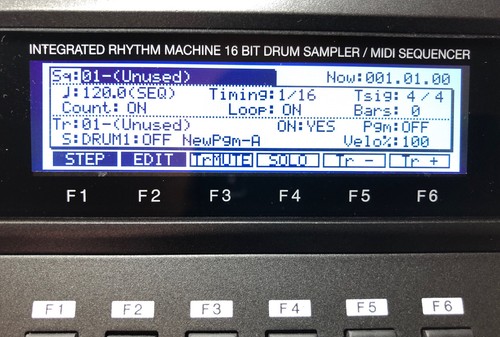 INTEGRATED RHYTHM MACHINE 16 BIT DRUM SAMPLER / MIDI SEQUENCER
Sq:01-(Unused) Now:001.01.00
♩:120.0(SEQ) Timing:1/16 Tsig: 4/ 4
Count: ON Loop: ON Bars: 0
Tr:01-(Unused) ON:YES Pgm:OFF
S:DRUM1:OFF NewPgm-A Velo%:100
STEP EDIT TrMUTE SOLO Tr - Tr +
F1 F2 F3 F4 F5 F6
F1 F2 F3 F4 F5 F6